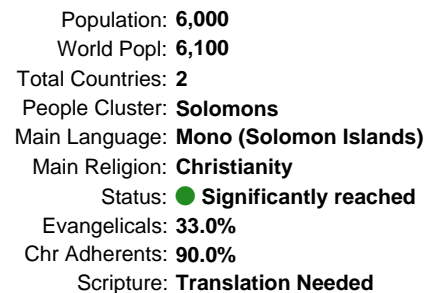 Population: 6,000
World Popl: 6,100
Total Countries: 2
People Cluster: Solomons
Main Language: Mono (Solomon Islands)
Main Religion: Christianity
Status: Significantly reached
Evangelicals: 33.0%
Chr Adherents: 90.0%
Scripture: Translation Needed